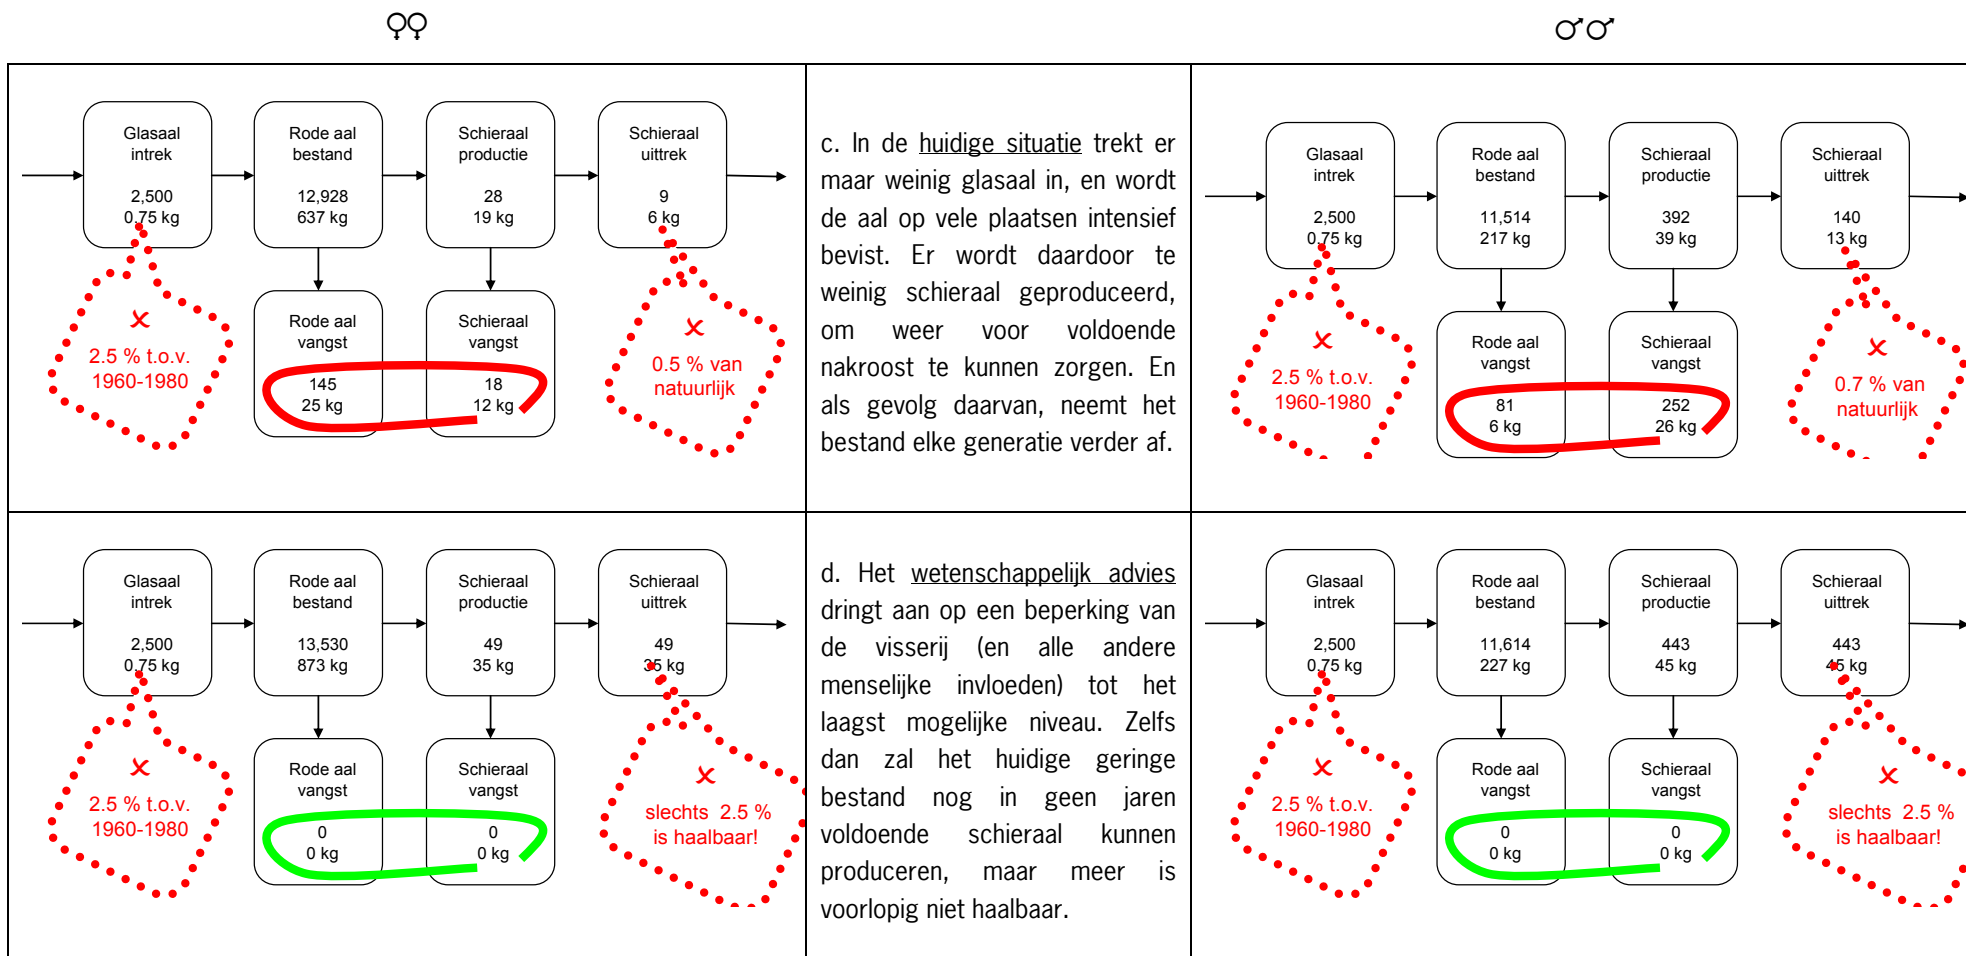 ♀♀
♂♂
Glasaal
intrek
2,500
0.75 kg
Rode aal
bestand
12,928
637 kg
Schieraal
productie
28
19 kg
Schieraal
uittrek
9
6 kg
Rode aal
vangst
145
25 kg
Schieraal
vangst
18
12 kg
x
2.5 % t.o.v.
1960-1980
x
0.5 % van
natuurlijk
c. In de huidige situatie trekt er
maar weinig glasaal in, en wordt
de aal op vele plaatsen intensief
bevist. Er wordt daardoor te
weinig schieraal geproduceerd,
om weer voor voldoende
nakroost te kunnen zorgen. En
als gevolg daarvan, neemt het
bestand elke generatie verder af.
Glasaal
intrek
2,500
0.75 kg
Rode aal
bestand
11,514
217 kg
Schieraal
productie
392
39 kg
Schieraal
uittrek
140
13 kg
Rode aal
vangst
81
6 kg
Schieraal
vangst
252
26 kg
x
2.5 % t.o.v.
1960-1980
x
0.7 % van
natuurlijk
Glasaal
intrek
2,500
0.75 kg
Rode aal
bestand
13,530
873 kg
Schieraal
productie
49
35 kg
Schieraal
uittrek
49
35 kg
Rode aal
vangst
0
0 kg
Schieraal
vangst
0
0 kg
x
2.5 % t.o.v.
1960-1980
x
slechts 2.5 %
is haalbaar!
d. Het wetenschappelijk advies
dringt aan op een beperking van
de visserij (en alle andere
menselijke invloeden) tot het
laagst mogelijke niveau. Zelfs
dan zal het huidige geringe
bestand nog in geen jaren
voldoende schieraal kunnen
produceren, maar meer is
voorlopig niet haalbaar.
Glasaal
intrek
2,500
0.75 kg
Rode aal
bestand
11,614
227 kg
Schieraal
productie
443
45 kg
Schieraal
uittrek
443
45 kg
Rode aal
vangst
0
0 kg
Schieraal
vangst
0
0 kg
x
2.5 % t.o.v.
1960-1980
x
slechts 2.5 %
is haalbaar!